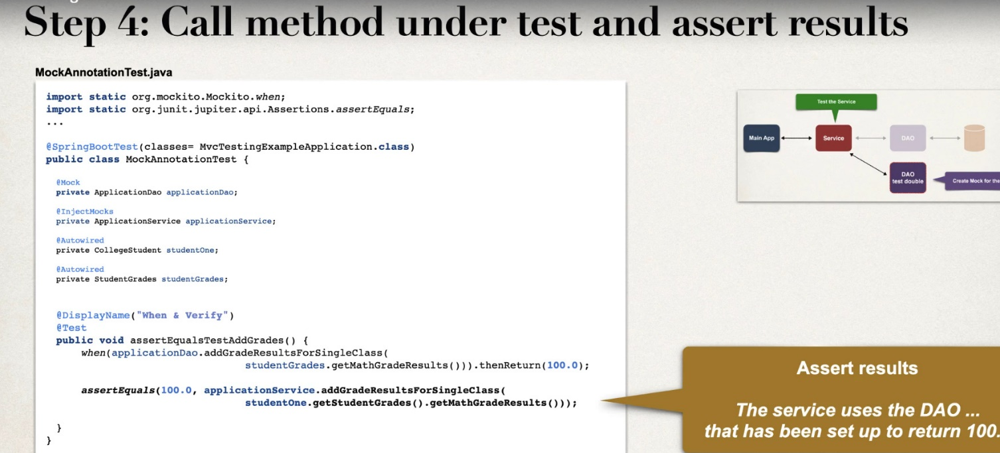 Step 4: Call method under test and assert results
MockAnnotationTest.java
import static org.mockito.Mockito.when;
import static org.junit.jupiter.api.Assertions.assertEquals;
...
@SpringBootTest(classes= MvcTestingExampleApplication.class)
public class MockAnnotationTest {
@Mock
private ApplicationDao applicationDao;
@InjectMocks
private ApplicationService applicationService;
@Autowired
private CollegeStudent studentOne;
@Autowired
private StudentGrades studentGrades;
@DisplayName("When & Verify")
@Test
public void assertEqualsTestAddGrades() {
when(applicationDao.addGradeResultsForSingleClass(
studentGrades.getMathGradeResults())).thenReturn(100.0);
assertEquals(100.0, applicationService.addGradeResultsForSingleClass(
studentOne.getStudentGrades().getMathGradeResults()));
}
}
Test the Service
Main App
Service
DAO
DAO
test double
Create Mock for the
Assert results
The service uses the DAO ...
that has been set up to return 100.